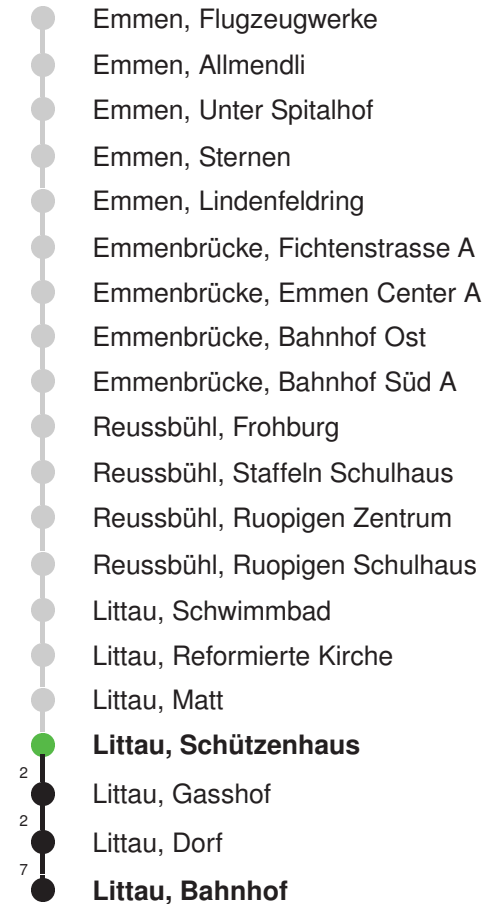 Emmen, Flugzeugwerke
Emmen, Allmendli
Emmen, Unter Spitalhof
Emmen, Sternen
Emmen, Lindenfeldring
Emmenbrücke, Fichtenstrasse A
Emmenbrücke, Emmen Center A
Emmenbrücke, Bahnhof Ost
Emmenbrücke, Bahnhof Süd A
Reussbühl, Frohburg
Reussbühl, Staffeln Schulhaus
Reussbühl, Ruopigen Zentrum
Reussbühl, Ruopigen Schulhaus
Littau, Schwimmbad
Littau, Reformierte Kirche
Littau, Matt
Littau, Schützenhaus
2
Littau, Gasshof
2
Littau, Dorf
7
Littau, Bahnhof